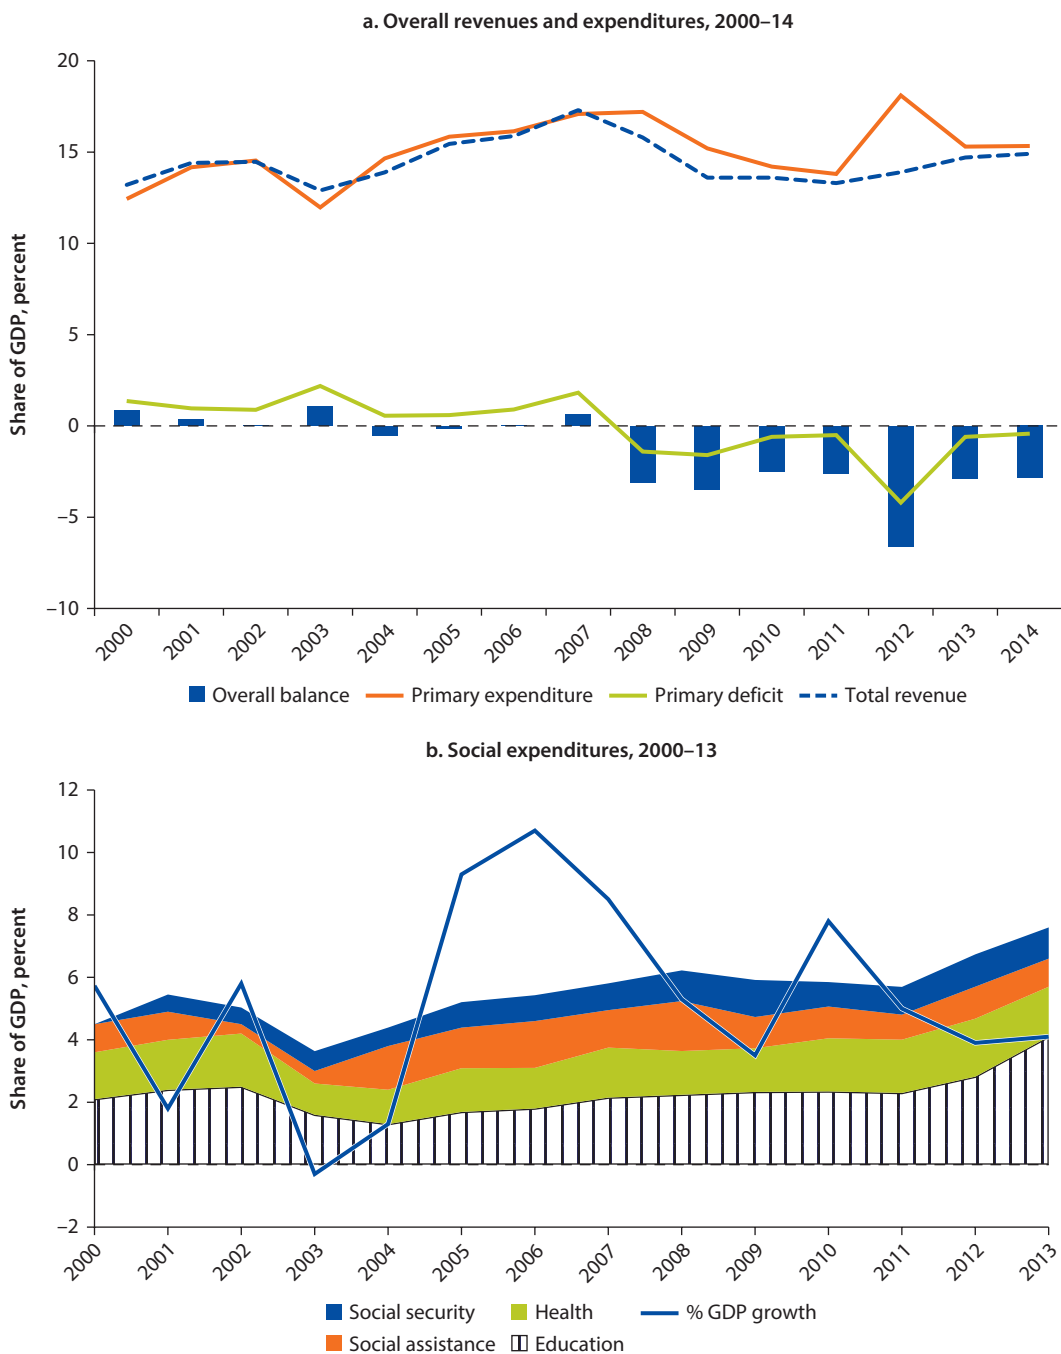 a. Overall revenues and expenditures, 2000–14
20
15
10
5
0
–5
–10
Share of GDP, percent
2000 2001 2002 2003 2004 2005 2006 2007 2008 2009 2010 2011 2012 2013 2014
Overall balance Primary expenditure Primary deficit Total revenue
b. Social expenditures, 2000–13
12
10
8
6
4
2
0
–2
Share of GDP, percent
2000 2001 2002 2003 2004 2005 2006 2007 2008 2009 2010 2011 2012 2013
Social security Health % GDP growth
Social assistance Education